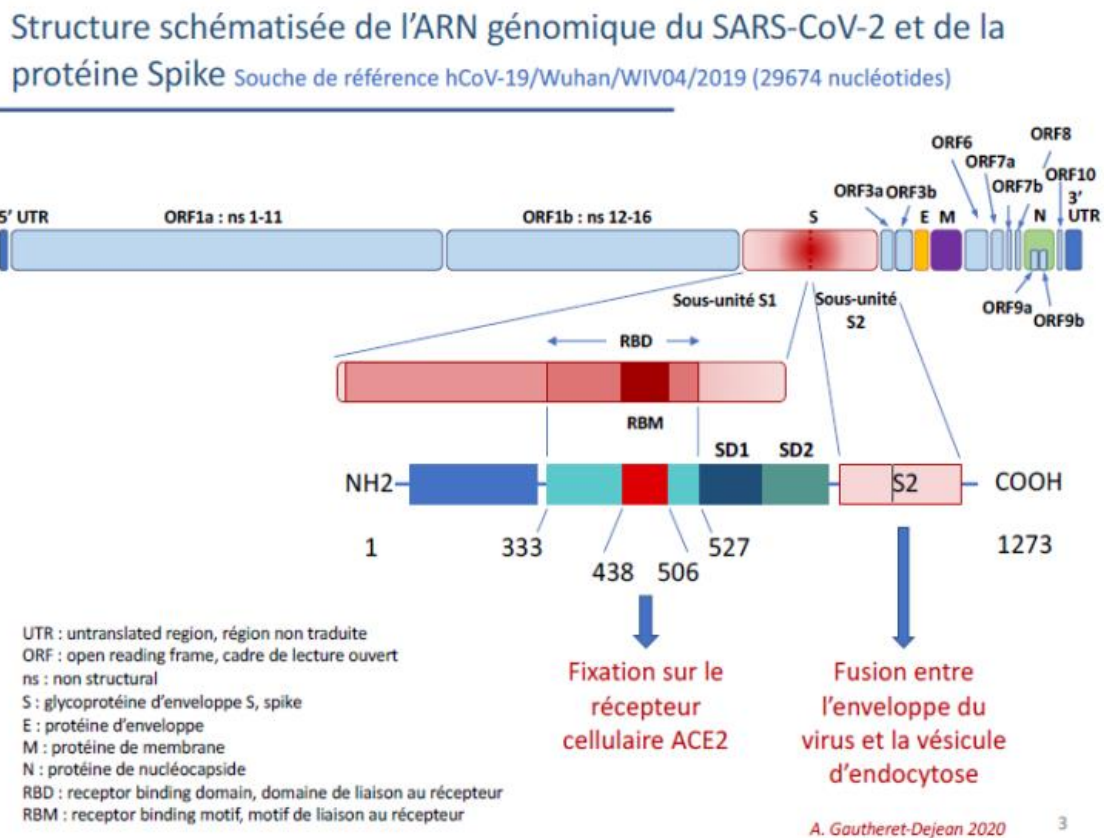 Structure schématisée de l'ARN génomique du SARS-CoV-2 et de la
protéine Spike Souche de référence hCoV-19/Wuhan/WIV04/2019 (29674 nucléotides)
ORF8
ORF6
ORF7a
ORF10
ORF3a ORF3b
ORF7b
3'
5' UTR
ORF1a : ns 1-11
ORF1b : ns 12-16
S
E
M
N
UTR
Sous-unité S1
Sous-unité
S2
ORF9a
ORF9b
RBD
RBM
SD1
SD2
NH2
S2
COOH
1
333
527
1273
438
506
UTR : untranslated region, région non traduite
ORF : open reading frame, cadre de lecture ouvert
ns : non structural
S : glycoprotéine d'enveloppe S, spike
E : protéine d'enveloppe
M : protéine de membrane
N : protéine de nucléocapside
RBD : receptor binding domain, domaine de liaison au récepteur
RBM : receptor binding motif, motif de liaison au récepteur
Fixation sur le
récepteur
cellulaire ACE2
Fusion entre
l'enveloppe du
virus et la vésicule
d'endocytose
A. Gautheret-Dejean 2020
3